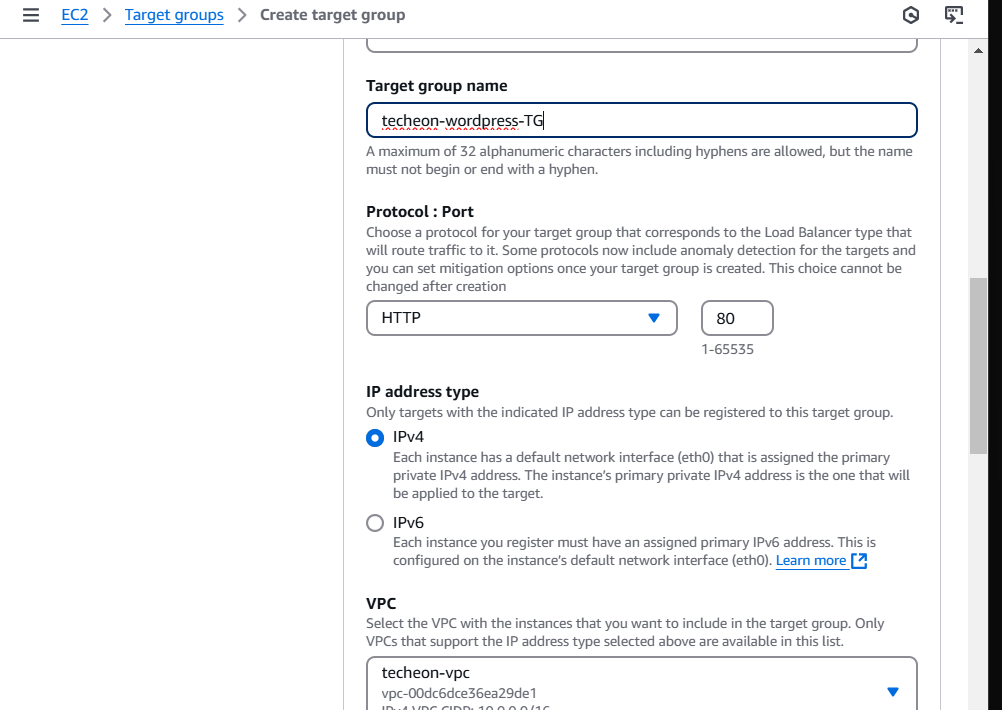 EC2 > Target groups > Create target group
Target group name
techeon-wordpress-TG
A maximum of 32 alphanumeric characters including hyphens are allowed, but the name
must not begin or end with a hyphen.
Protocol : Port
Choose a protocol for your target group that corresponds to the Load Balancer type that
will route traffic to it. Some protocols now include anomaly detection for the targets and
you can set mitigation options once your target group is created. This choice cannot be
changed after creation
HTTP
80
1-65535
IP address type
Only targets with the indicated IP address type can be registered to this target group.
IPv4
Each instance has a default network interface (eth0) that is assigned the primary
private IPv4 address. The instance's primary private IPv4 address is the one that will
be applied to the target.
IPv6
Each instance you register must have an assigned primary IPv6 address. This is
configured on the instance's default network interface (eth0). Learn more
VPC
Select the VPC with the instances that you want to include in the target group. Only
VPCs that support the IP address type selected above are available in this list.
techeon-vpc
vpc-00dc6dce36ea29de1
IPv4 VPC CIDR: 10.0.0.0/16